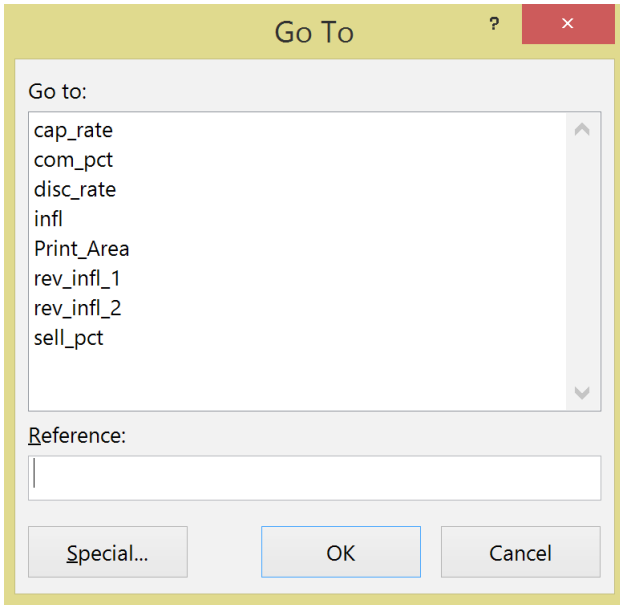 Go To
?
×
Go to:
cap_rate
com_pct
disc_rate
infl
Print_Area
rev_infl_1
rev_infl_2
sell_pct
Reference:
Special...
OK
Cancel